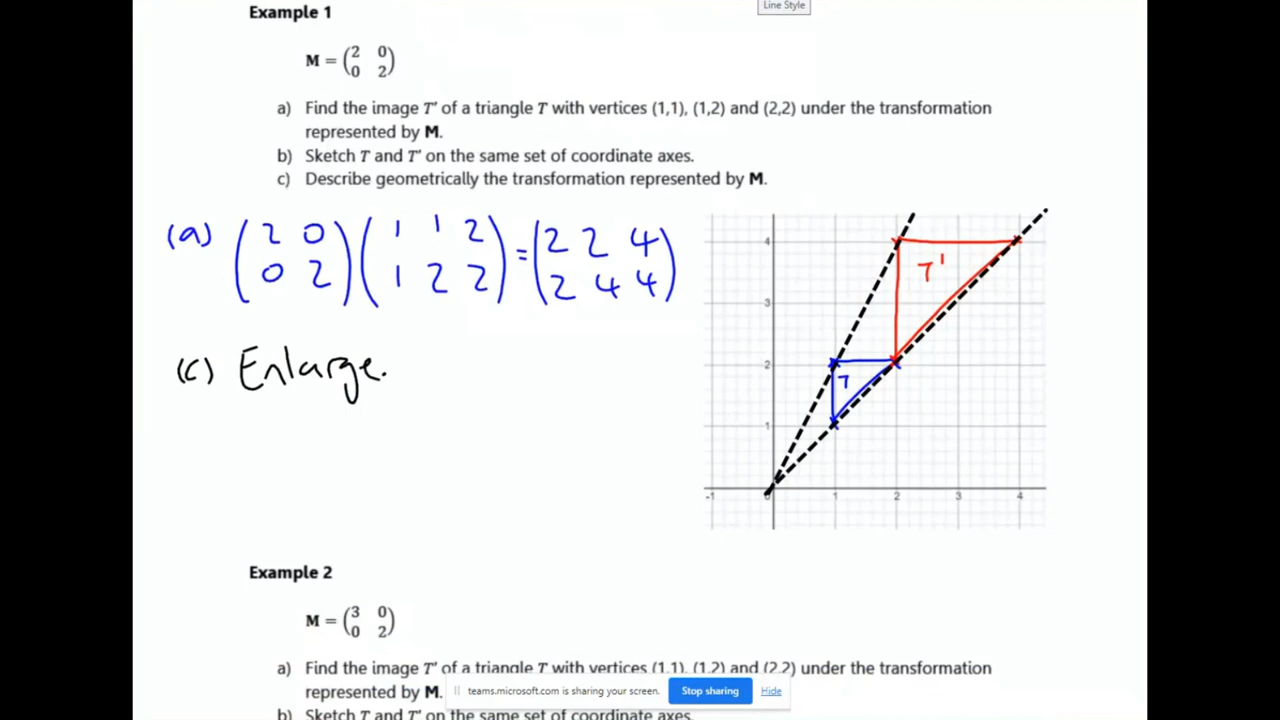 Line Style
Example 1
M = (2 0
0 2)
a) Find the image T' of a triangle T with vertices (1,1), (1,2) and (2,2) under the transformation
represented by M.
b) Sketch T and T' on the same set of coordinate axes.
c) Describe geometrically the transformation represented by M.
(a) (2 0 (1 1 2 = (2 2 4
0 2) 1 2 2) 2 4 4)
(c) Enlarge.
4
T'
3
2
T
1
-1 0 1 2 3 4
Example 2
M = (3 0
0 2)
a) Find the image T' of a triangle T with vertices (1,1), (1,2) and (2,2) under the transformation
represented by M.
teams.microsoft.com is sharing your screen. Stop sharing Hide
b) Sketch T and T' on the same set of coordinate axes.